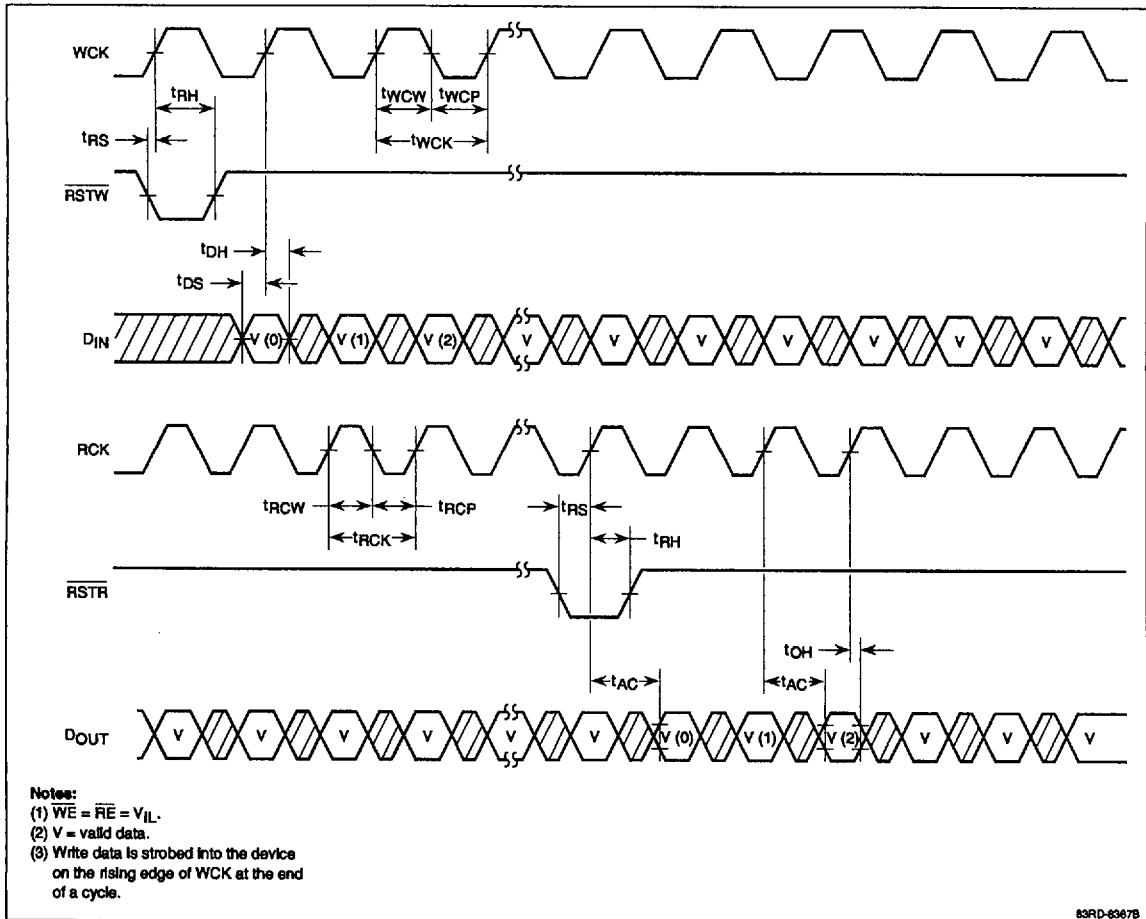 WCK
tRH
tWCW
tWCP
tRS
tWCK
RSTW
tDH
tDS
DIN
V (0)
V (1)
V (2)
V
V
V
V
V
V
V
RCK
tRCW
tRCP
tRS
tRCK
tRH
RSTR
tOH
tAC
tAC
DOUT
V
V
V
V
V
V
V (0)
V (1)
V (2)
V
V
V
Notes:
(1) WE = RE = VIL.
(2) V = valid data.
(3) Write data is strobed into the device
on the rising edge of WCK at the end
of a cycle.
83RD-8367B